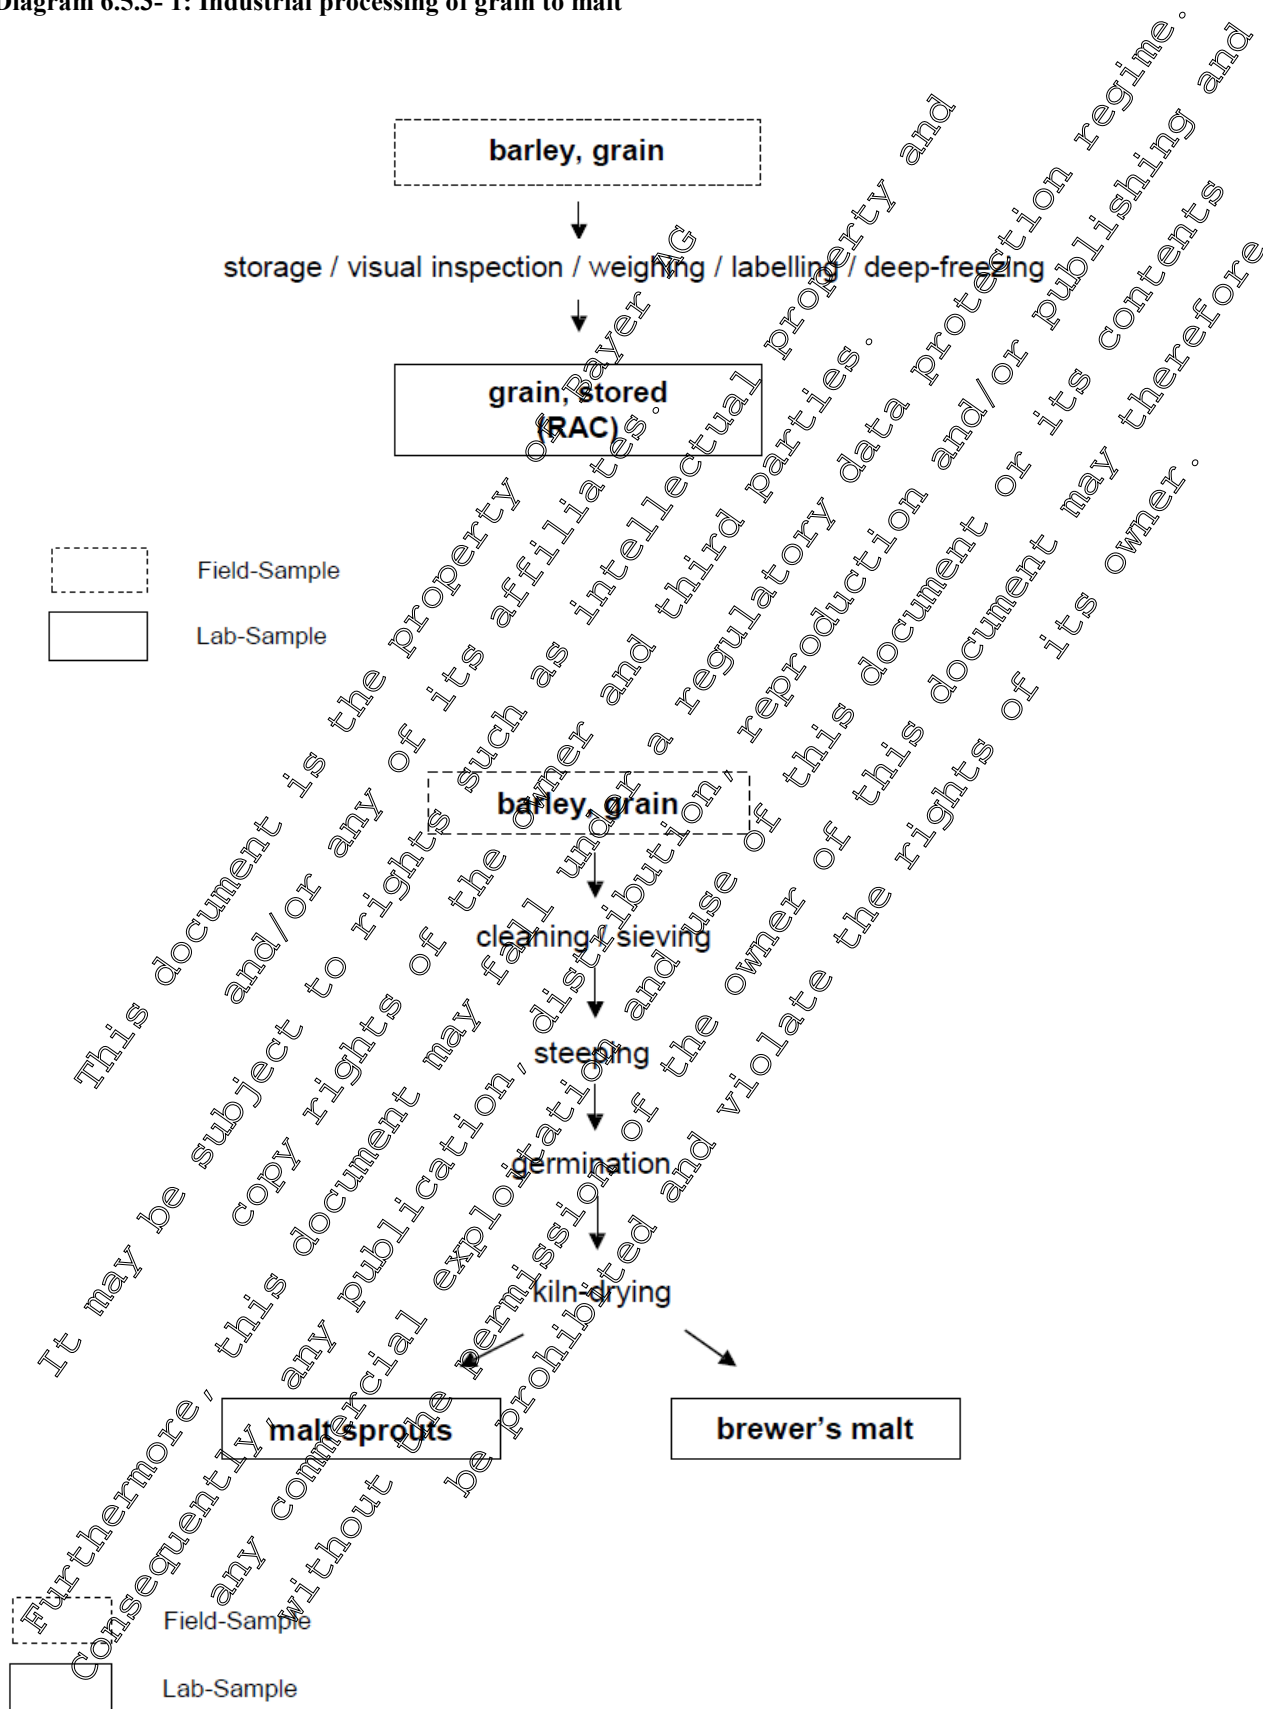 Diagram 6.5.3- 1: Industrial processing of grain to malt
barley, grain
storage / visual inspection / weighing / labelling / deep-freezing
grain, stored
(RAC)
Field-Sample
Lab-Sample
barley, grain
cleaning / sieving
steeping
germination
kiln-drying
malt sprouts
brewer's malt
Field-Sample
Lab-Sample
This document is the property of Bayer AG
and/or any of its affiliates.
It may be subject to rights such as intellectual property and
copy rights of the owner and third parties.
Furthermore, this document may fall under a regulatory data protection regime.
Consequently, any publication, distribution, reproduction and/or publishing and
any commercial exploitation and use of this document or its contents
without the permission of the owner of this document may therefore
be prohibited and violate the rights of its owner.